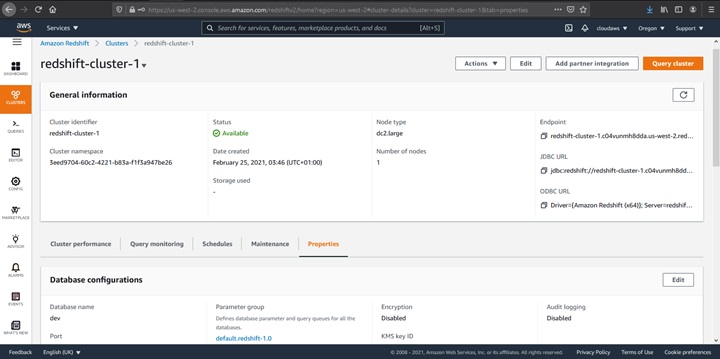 https://us-west-2.console.aws.amazon.com/redshiftv2/home?region=us-west-2#cluster-details?cluster=redshift-cluster-1&tab=properties
aws Services Search for services, features, marketplace products, and docs [Alt+S] cloudaws Oregon Support
Amazon Redshift Clusters redshift-cluster-1
DASHBOARD
CLUSTERS
QUERIES
EDITOR
CONFIG
MARKETPLACE
ADVISOR
ALARMS
EVENTS
WHAT'S NEW
redshift-cluster-1 Actions Edit Add partner integration Query cluster
General information
Cluster identifier
redshift-cluster-1
Cluster namespace
3eed9704-60c2-4221-b83a-f1f3a947be26
Status
Available
Date created
February 25, 2021, 03:46 (UTC+01:00)
Storage used
-
Node type
dc2.large
Number of nodes
1
Endpoint
redshift-cluster-1.c04vunmh8dda.us-west-2.red...
JDBC URL
jdbc:redshift://redshift-cluster-1.c04vunmh8dd...
ODBC URL
Driver={Amazon Redshift (x64)}; Server=redshif...
Cluster performance Query monitoring Schedules Maintenance Properties
Database configurations Edit
Database name
dev
Port
Parameter group
Defines database parameter and query queues for all the
databases.
default.redshift-1.0
Encryption
Disabled
KMS key ID
Audit logging
Disabled
Feedback English (UK) © 2008 - 2021, Amazon Web Services, Inc. or its affiliates. All rights reserved. Privacy Policy Terms of Use Cookie preferences